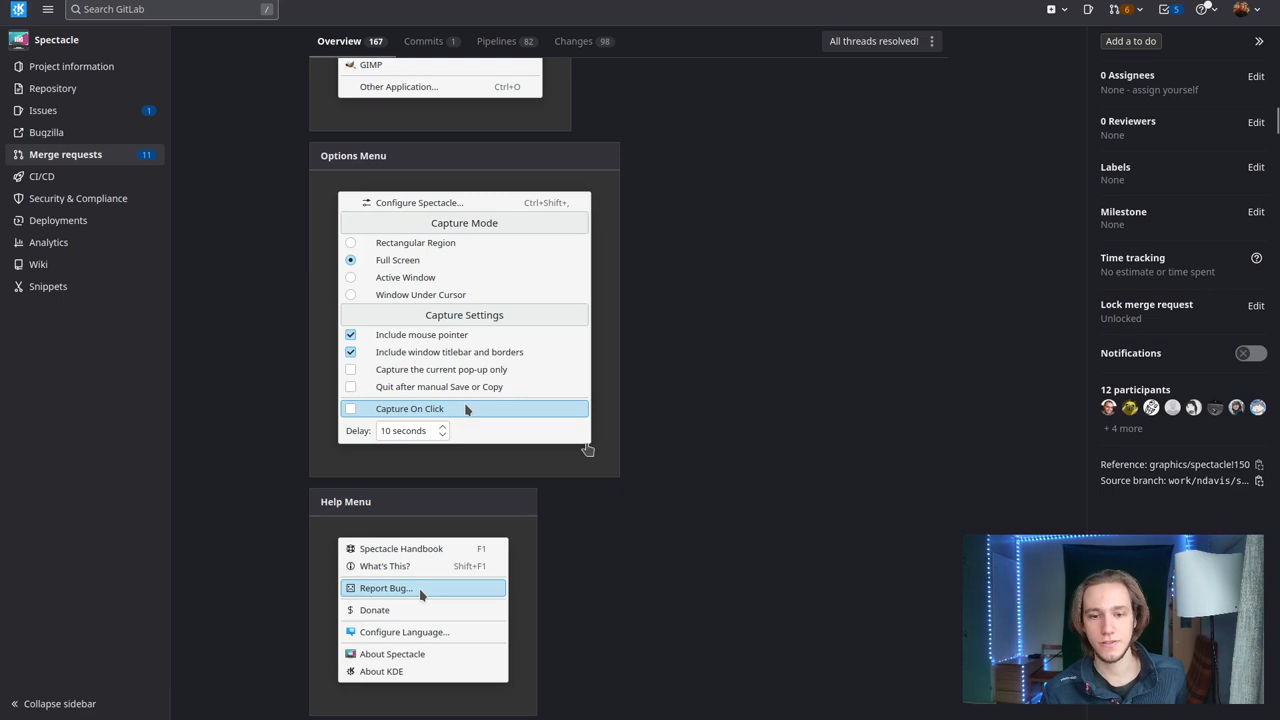 Search GitLab /
6
5
Spectacle
Project information
Repository
Issues 1
Bugzilla
Merge requests 11
CI/CD
Security & Compliance
Deployments
Analytics
Wiki
Snippets
Collapse sidebar
Overview 167 Commits 1 Pipelines 82 Changes 98
All threads resolved!
GIMP
Other Application... Ctrl+O
Options Menu
Configure Spectacle... Ctrl+Shift+,
Capture Mode
Rectangular Region
Full Screen
Active Window
Window Under Cursor
Capture Settings
Include mouse pointer
Include window titlebar and borders
Capture the current pop-up only
Quit after manual Save or Copy
Capture On Click
Delay: 10 seconds
Help Menu
Spectacle Handbook F1
What's This? Shift+F1
Report Bug...
Donate
Configure Language...
About Spectacle
About KDE
Add a to do
0 Assignees Edit
None - assign yourself
0 Reviewers Edit
None
Labels Edit
None
Milestone Edit
None
Time tracking
No estimate or time spent
Lock merge request Edit
Unlocked
Notifications
12 participants
+ 4 more
Reference: graphics/spectacle!150
Source branch: work/ndavis/s...